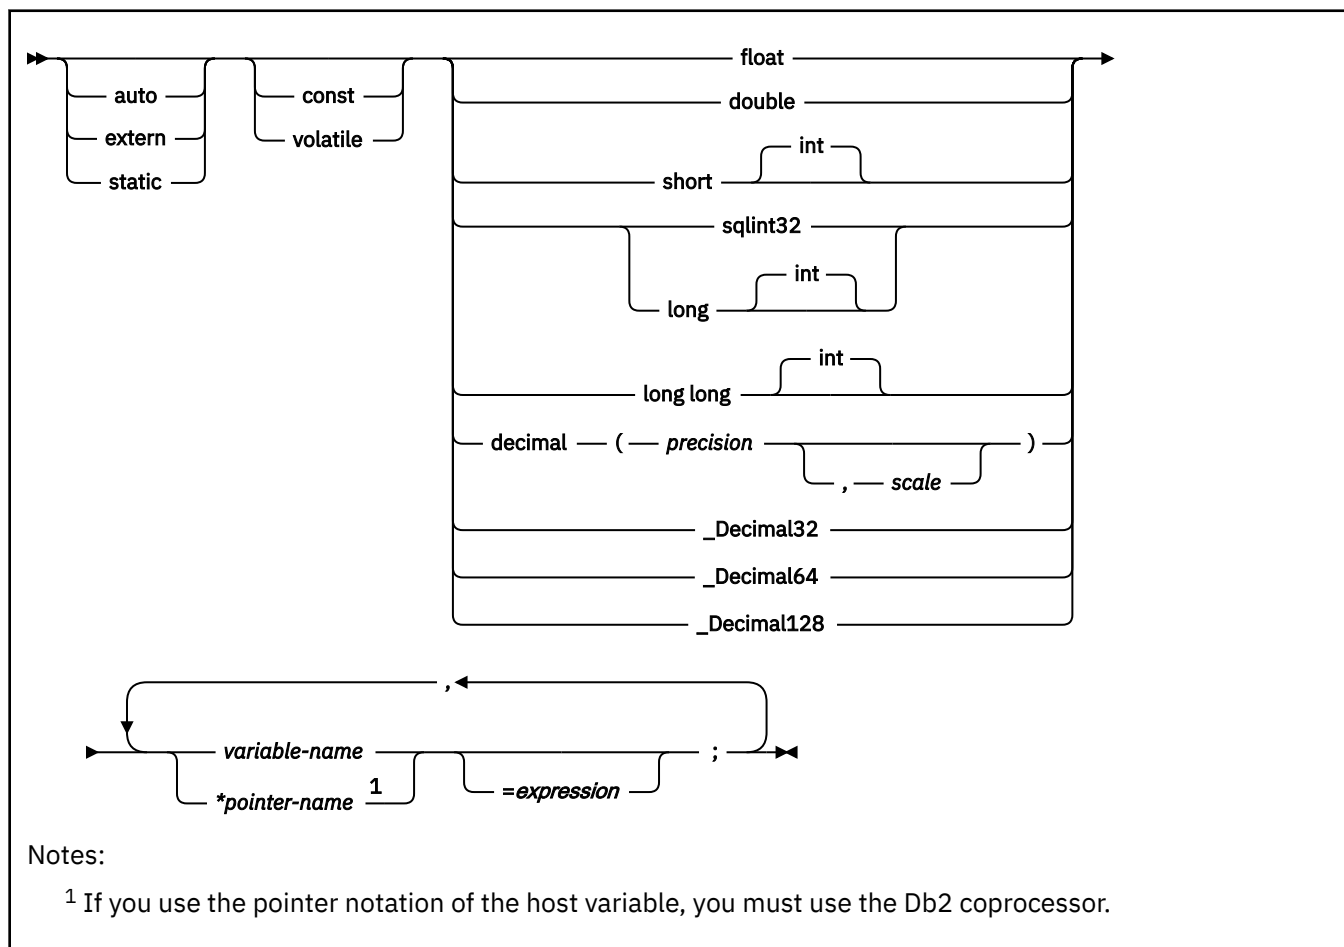 float
auto const double
extern volatile int
static short
sqlint32
int
long
int
long long
decimal ( precision )
, scale
_Decimal32
_Decimal64
_Decimal128
,
variable-name ;
*pointer-name 1 =expression
Notes:
1 If you use the pointer notation of the host variable, you must use the Db2 coprocessor.